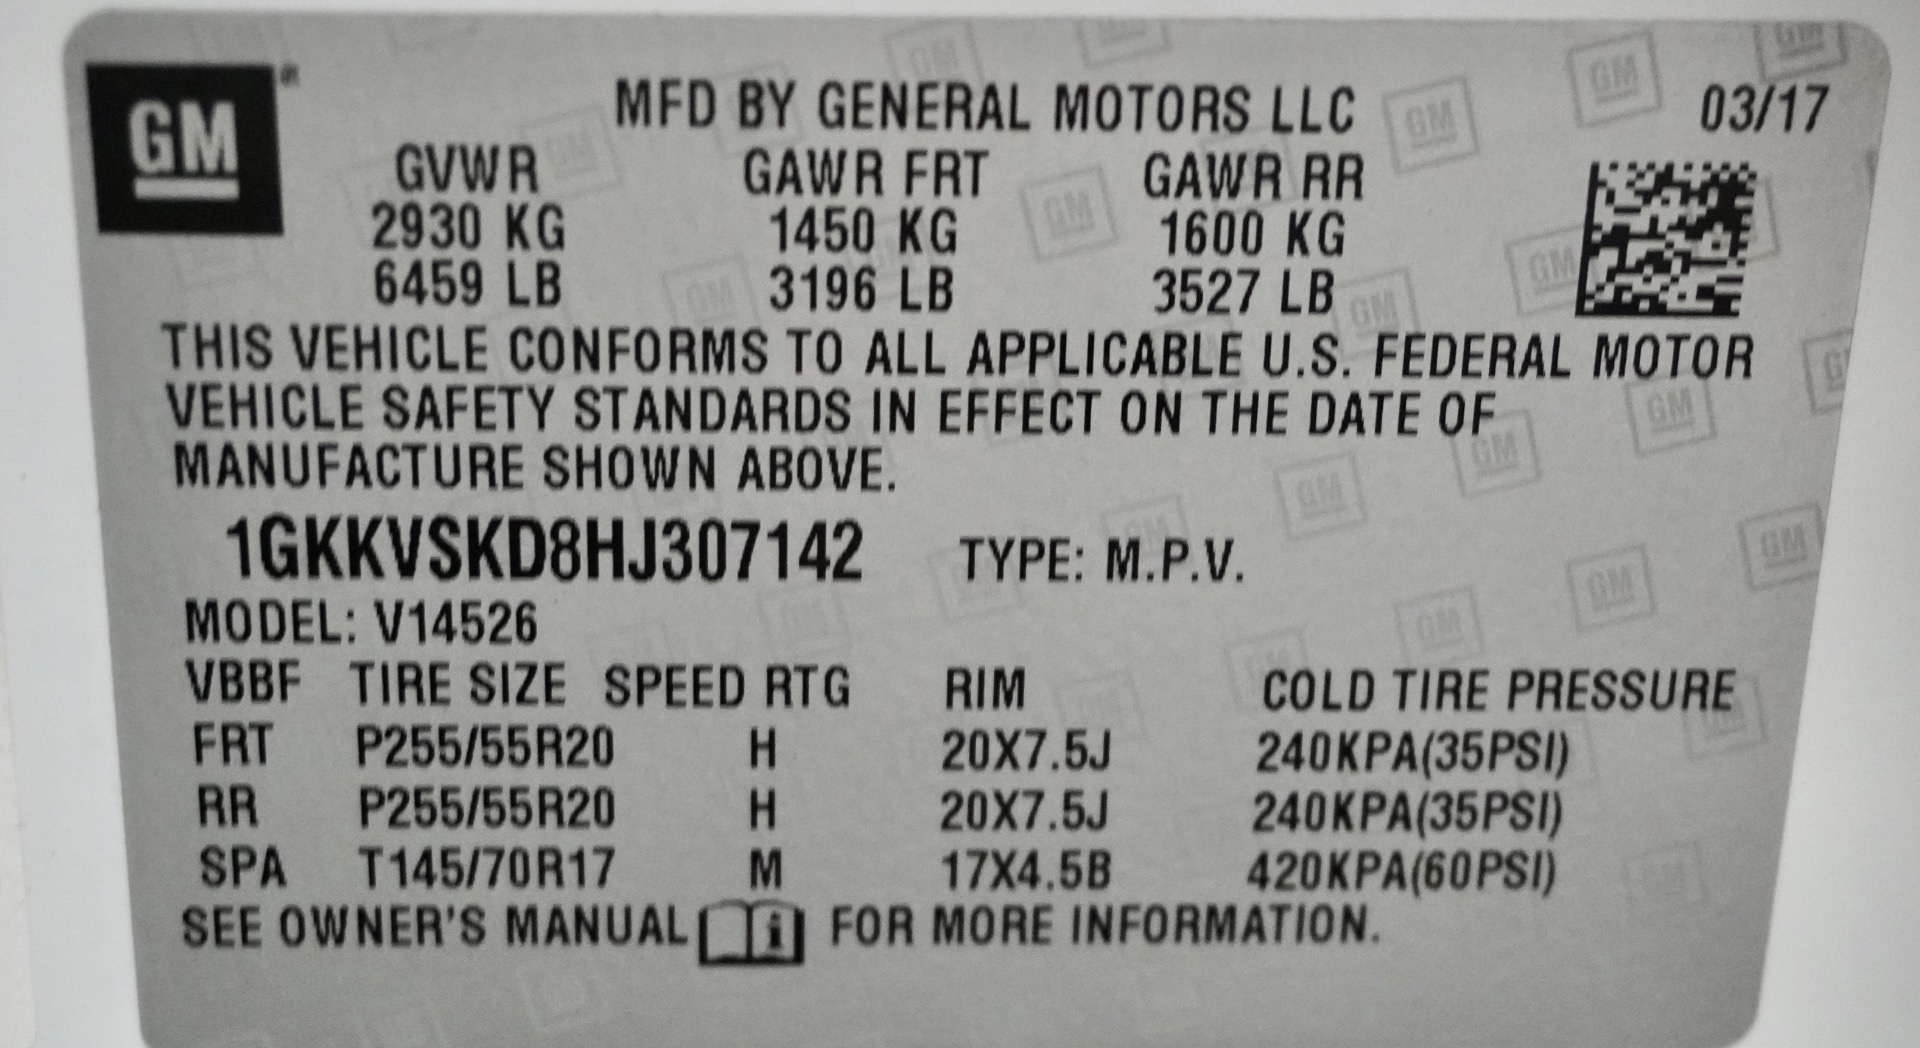 GM
MFD BY GENERAL MOTORS LLC 03/17
GVWR GAWR FRT GAWR RR
2930 KG 1450 KG 1600 KG
6459 LB 3196 LB 3527 LB
THIS VEHICLE CONFORMS TO ALL APPLICABLE U.S. FEDERAL MOTOR
VEHICLE SAFETY STANDARDS IN EFFECT ON THE DATE OF
MANUFACTURE SHOWN ABOVE.
1GKKVSKD8HJ307142 TYPE: M.P.V.
MODEL: V14526
VBBF TIRE SIZE SPEED RTG RIM COLD TIRE PRESSURE
FRT P255/55R20 H 20X7.5J 240KPA(35PSI)
RR P255/55R20 H 20X7.5J 240KPA(35PSI)
SPA T145/70R17 M 17X4.5B 420KPA(60PSI)
SEE OWNER'S MANUAL i FOR MORE INFORMATION.